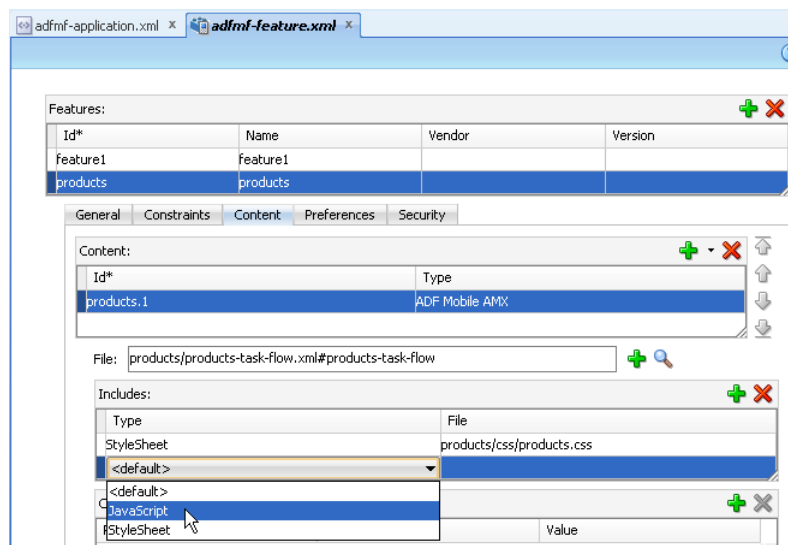 adfmf-application.xml x adfmf-feature.xml x
Features:
Id* Name Vendor Version
feature1 feature1
products products
General Constraints Content Preferences Security
Content:
Id* Type
products.1 ADF Mobile AMX
File: products/products-task-flow.xml#products-task-flow
Includes:
Type File
StyleSheet products/css/products.css
<default>
<default>
JavaScript
StyleSheet Value